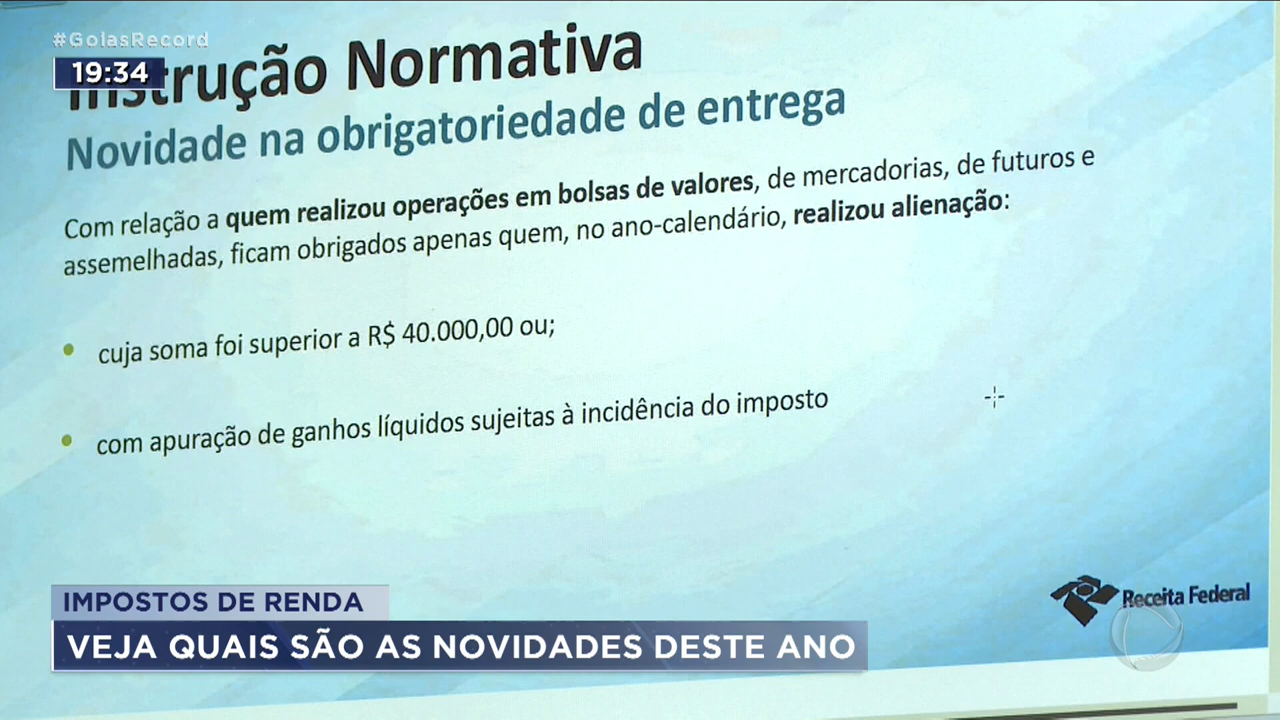 #GoiásRecord
19:34
Instrução Normativa
Novidade na obrigatoriedade de entrega
Com relação a quem realizou operações em bolsas de valores, de mercadorias, de futuros e
assemelhadas, ficam obrigados apenas quem, no ano-calendário, realizou alienação:
• cuja soma foi superior a R$ 40.000,00 ou;
• com apuração de ganhos líquidos sujeitas à incidência do imposto
Receita Federal
IMPOSTOS DE RENDA
VEJA QUAIS SÃO AS NOVIDADES DESTE ANO